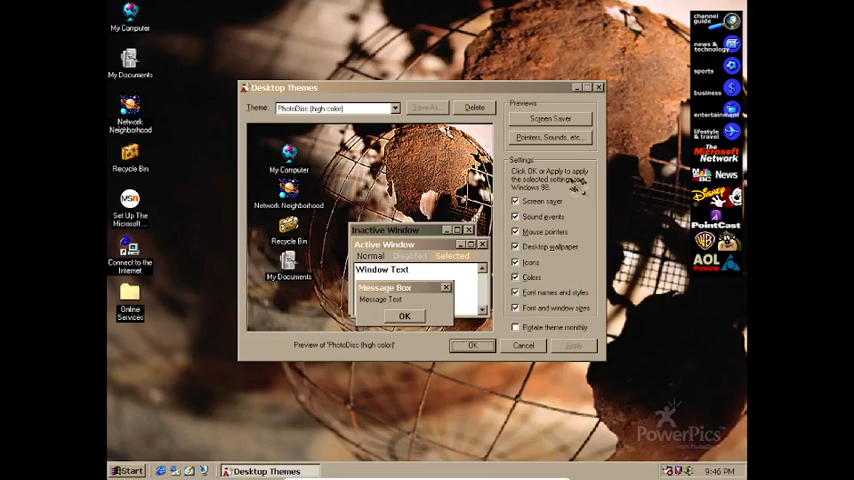 My Computer
My Documents
Network
Neighborhood
Recycle Bin
MSN
Set Up The
Microsoft ...
Connect to the
Internet
Online
Services
Desktop Themes
Theme:
PhotoDisc (high color)
Save As...
Delete
My Computer
Network Neighborhood
Recycle Bin
My Documents
Inactive Window
Active Window
Normal Disabled Selected
Window Text
Message Box
Message Text
OK
Preview of 'PhotoDisc (high color)'
Previews
Screen Saver
Pointers, Sounds, etc...
Settings
Click OK or Apply to apply
the selected settings to
Windows 98.
Screen saver
Sound events
Mouse pointers
Desktop wallpaper
Icons
Colors
Font names and styles
Font and window sizes
Rotate theme monthly
OK
Cancel
Apply
channel
guide
news &
technology
sports
business
entertainment
lifestyle &
travel
The
Microsoft
Network
MSNBC News
Disney
PointCast
WB
AOL
Preview
PowerPics
Start
Desktop Themes
9:46 PM